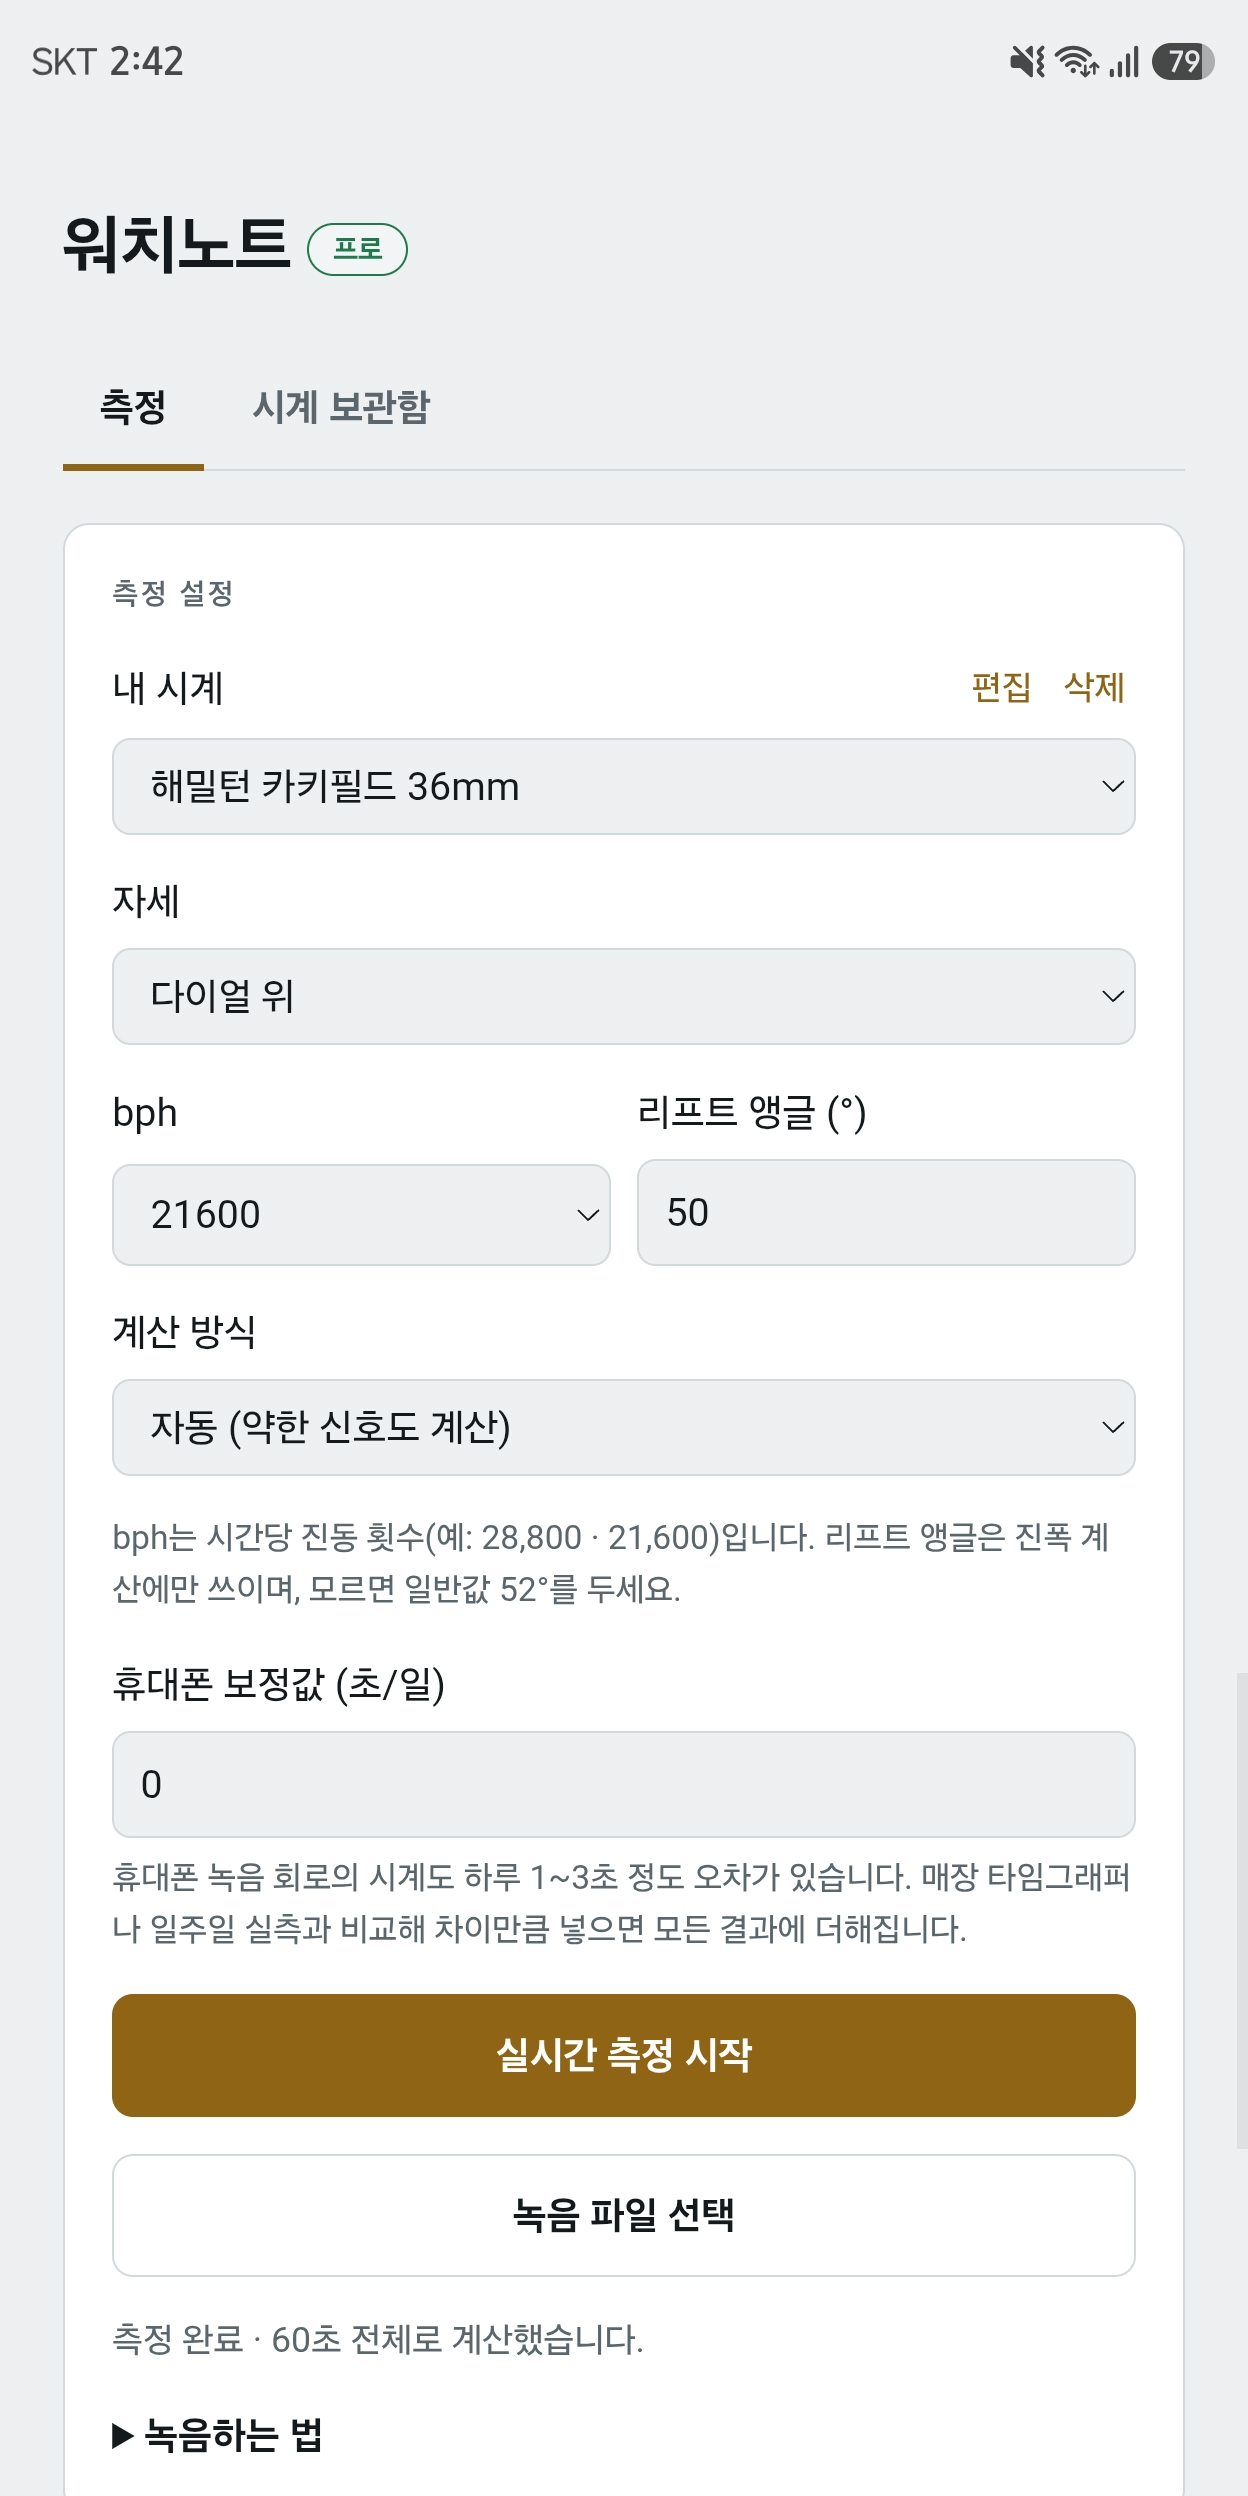 SKT 2:42
79
워치노트 프로
측정 시계 보관함
측정 설정
내 시계 편집 삭제
해밀턴 카키필드 36mm
자세
다이얼 위
bph 리프트 앵글 (°)
21600 50
계산 방식
자동 (약한 신호도 계산)
bph는 시간당 진동 횟수(예: 28,800 · 21,600)입니다. 리프트 앵글은 진폭 계
산에만 쓰이며, 모르면 일반값 52°를 두세요.
휴대폰 보정값 (초/일)
0
휴대폰 녹음 회로의 시계도 하루 1~3초 정도 오차가 있습니다. 매장 타임그래퍼
나 일주일 실측과 비교해 차이만큼 넣으면 모든 결과에 더해집니다.
실시간 측정 시작
녹음 파일 선택
측정 완료 · 60초 전체로 계산했습니다.
▶ 녹음하는 법